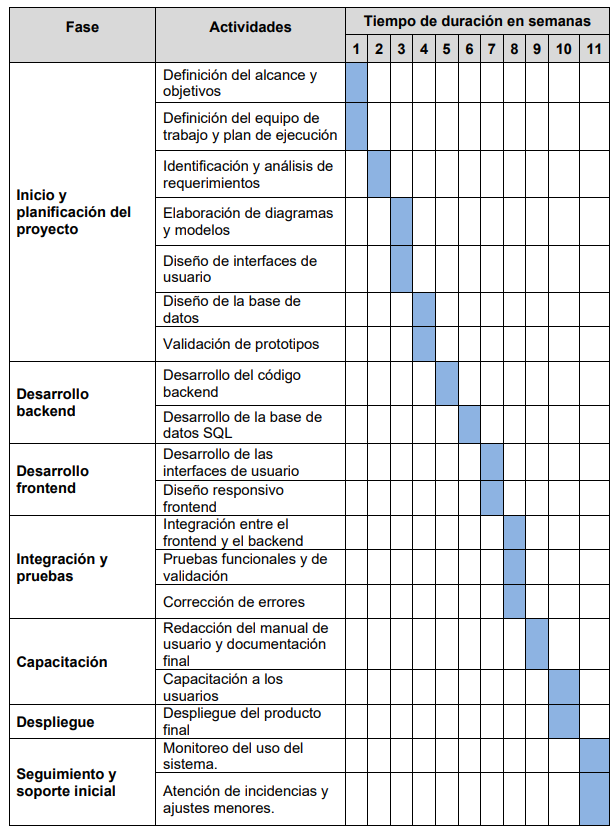 Fase
Actividades
Tiempo de duración en semanas
1 2 3 4 5 6 7 8 9 10 11
Inicio y
planificación del
proyecto
Definición del alcance y
objetivos
Definición del equipo de
trabajo y plan de ejecución
Identificación y análisis de
requerimientos
Elaboración de diagramas
y modelos
Diseño de interfaces de
usuario
Diseño de la base de
datos
Validación de prototipos
Desarrollo
backend
Desarrollo del código
backend
Desarrollo de la base de
datos SQL
Desarrollo
frontend
Desarrollo de las
interfaces de usuario
Diseño responsivo
frontend
Integración y
pruebas
Integración entre el
frontend y el backend
Pruebas funcionales y de
validación
Corrección de errores
Capacitación
Redacción del manual de
usuario y documentación
final
Capacitación a los
usuarios
Despliegue
Despliegue del producto
final
Seguimiento y
soporte inicial
Monitoreo del uso del
sistema.
Atención de incidencias y
ajustes menores.